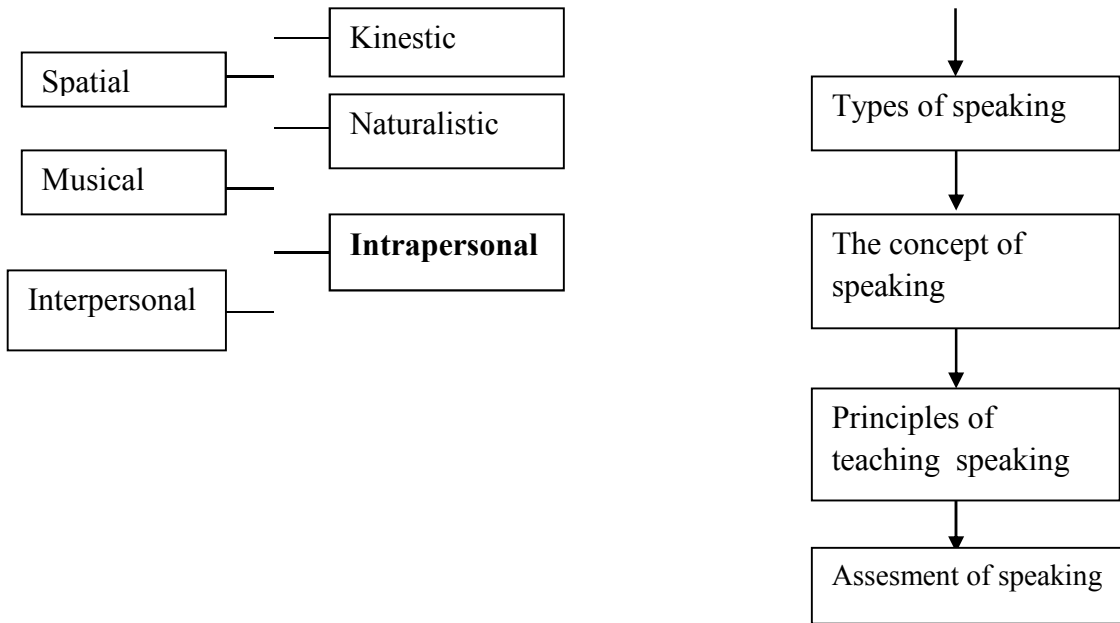 Kinestic
Spatial
Naturalistic
Musical
Intrapersonal
Interpersonal
Types of speaking
The concept of
speaking
Principles of
teaching speaking
Assesment of speaking